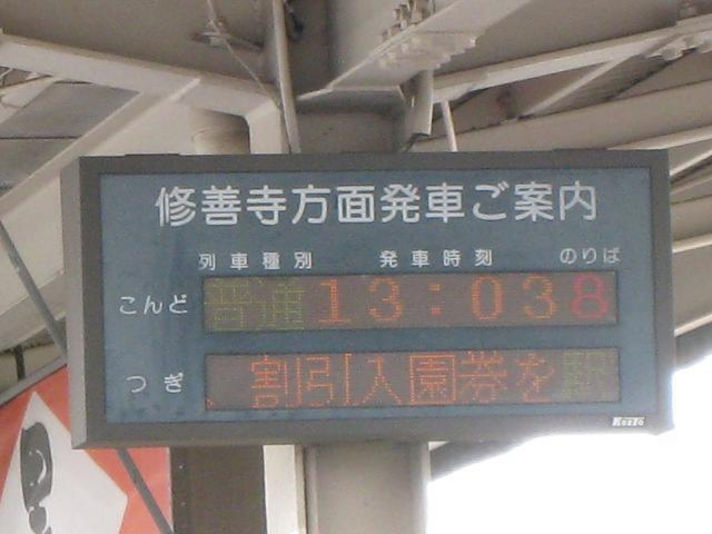 修善寺方面発車ご案内
列車種別 発車時刻 のりば
こんど 普通 13:03 8
つぎ 、割引入園券を駅